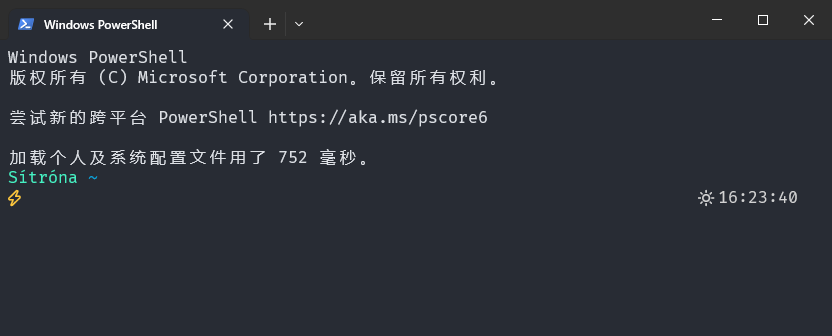 Windows PowerShell
Windows PowerShell
版权所有 (C) Microsoft Corporation。保留所有权利。
尝试新的跨平台 PowerShell https://aka.ms/pscore6
加载个人及系统配置文件用了 752 毫秒。
Sítróna ~
16:23:40